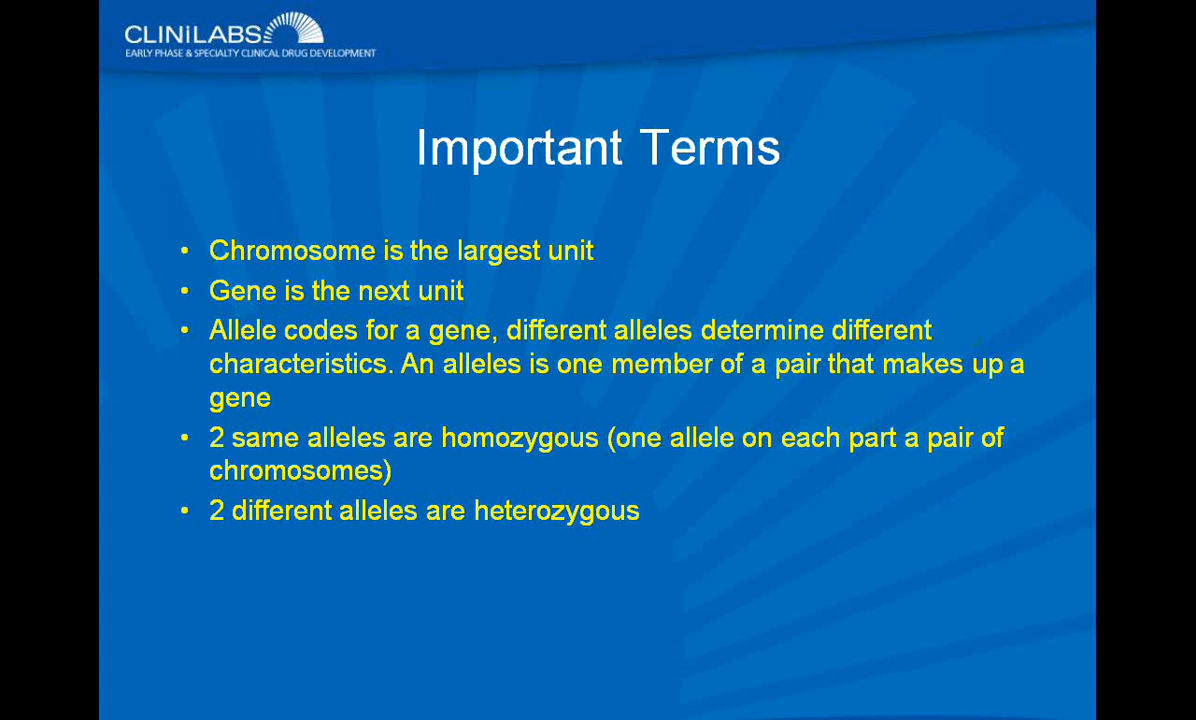 CLINiLABS
EARLY PHASE & SPECIALTY CLINICAL DRUG DEVELOPMENT
Important Terms
• Chromosome is the largest unit
• Gene is the next unit
• Allele codes for a gene, different alleles determine different
characteristics. An alleles is one member of a pair that makes up a
gene
• 2 same alleles are homozygous (one allele on each part a pair of
chromosomes)
• 2 different alleles are heterozygous